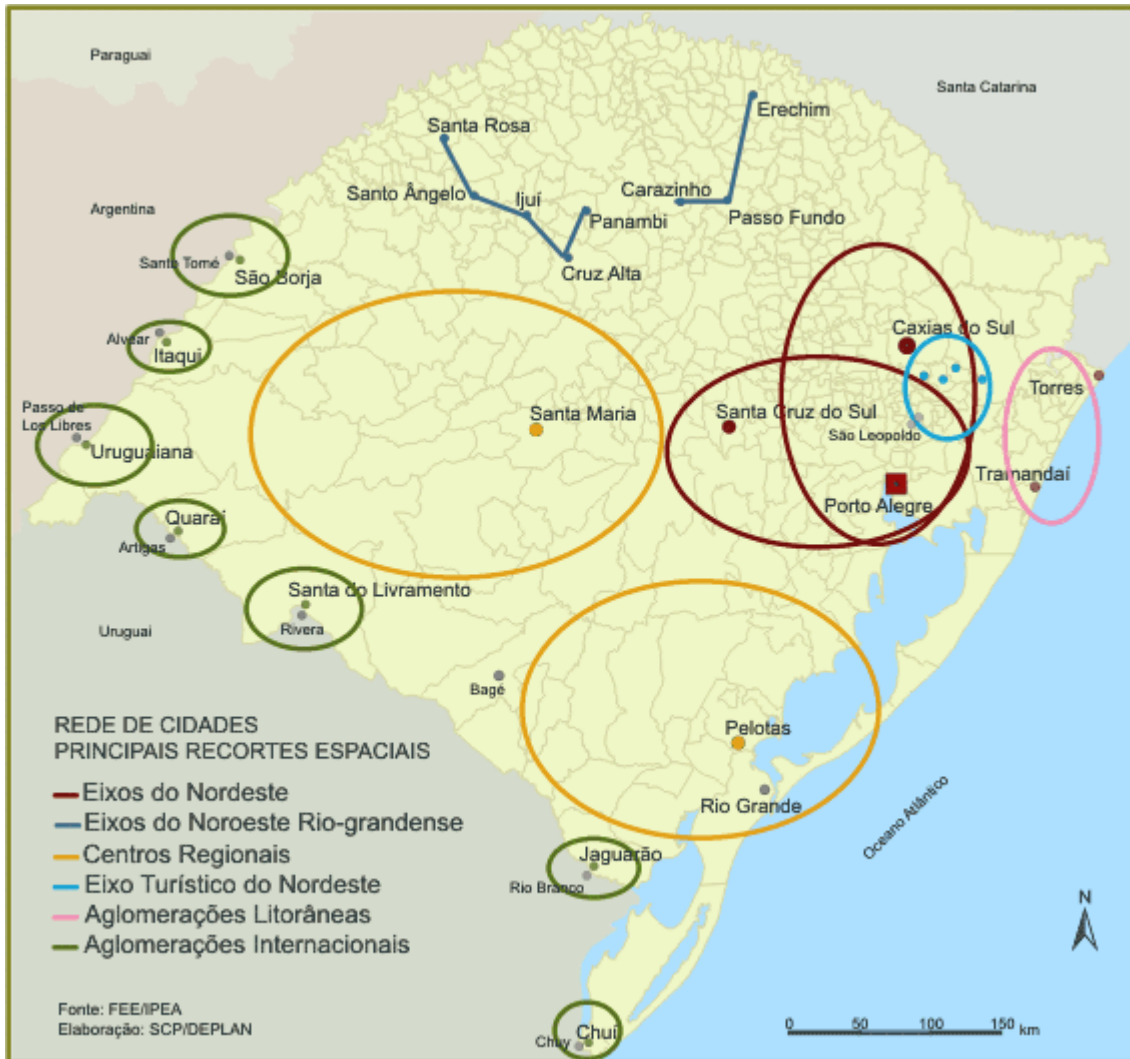 Paraguai
Santa Catarina
Erechim
Santa Rosa
Santo Ângelo
Ijuí
Carazinho
Argentina
Panambi
Passo Fundo
Santo Tomé
São Borja
Cruz Alta
Alvear
Itaqui
Caxias do Sul
Torres
Passo de
Los Libres
Uruguaiana
Santa Maria
Santa Cruz do Sul
São Leopoldo
Tramandaí
Porto Alegre
Quaraí
Artigas
Santa do Livramento
Rivera
Uruguai
Bagé
Pelotas
Rio Grande
Oceano Atlântico
REDE DE CIDADES
PRINCIPAIS RECORTES ESPACIAIS
Eixos do Nordeste
Eixos do Noroeste Rio-grandense
Centros Regionais
Eixo Turístico do Nordeste
Aglomerações Litorâneas
Aglomerações Internacionais
Jaguarão
Rio Branco
N
Fonte: FEE/IPEA
Elaboração: SCP/DEPLAN
Chuí
Chuy
0 50 100 150 km